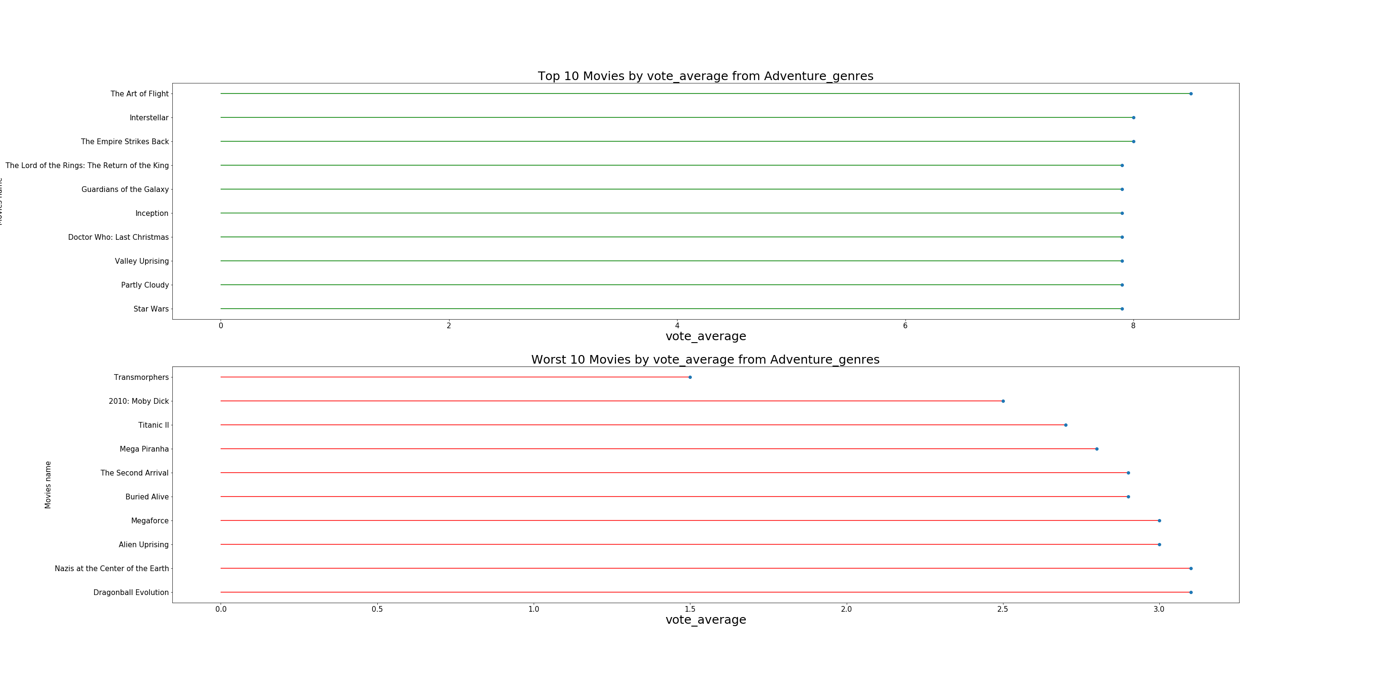 Top 10 Movies by vote_average from Adventure_genres
The Art of Flight
Interstellar
The Empire Strikes Back
The Lord of the Rings: The Return of the King
Guardians of the Galaxy
Inception
Doctor Who: Last Christmas
Valley Uprising
Partly Cloudy
Star Wars
0 2 4 6 8
vote_average
Worst 10 Movies by vote_average from Adventure_genres
Movies name
Transmorphers
2010: Moby Dick
Titanic II
Mega Piranha
The Second Arrival
Buried Alive
Megaforce
Alien Uprising
Nazis at the Center of the Earth
Dragonball Evolution
0.0 0.5 1.0 1.5 2.0 2.5 3.0
vote_average